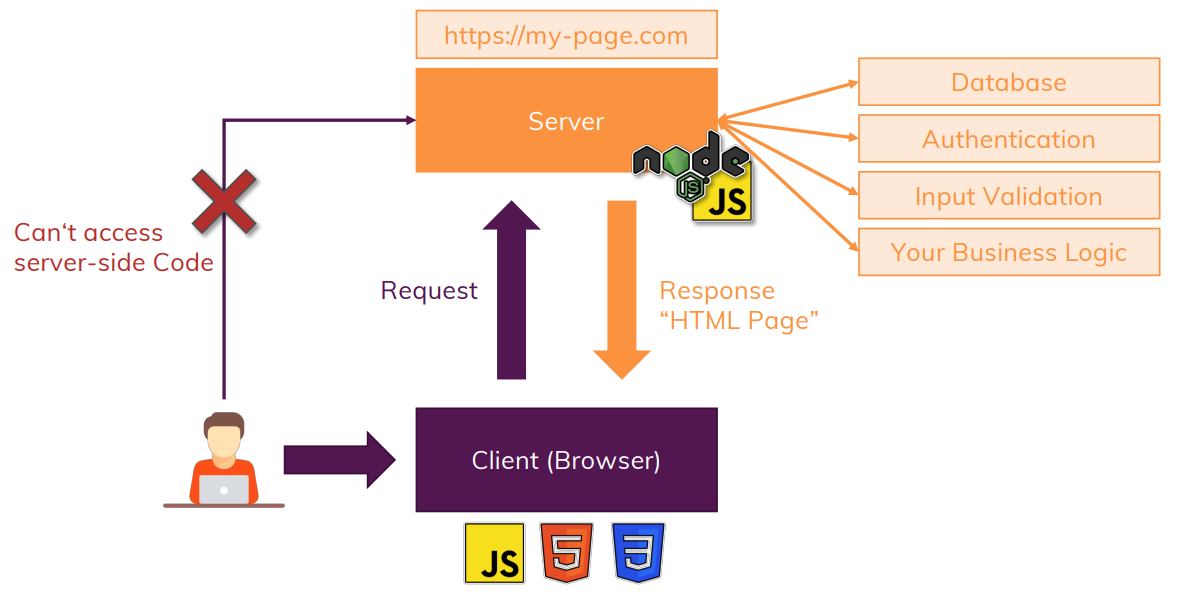 https://my-page.com
Server
Database
Authentication
Input Validation
Your Business Logic
node
JS
JS
Can‘t access
server-side Code
Request
Response
“HTML Page”
Client (Browser)
JS
5
3